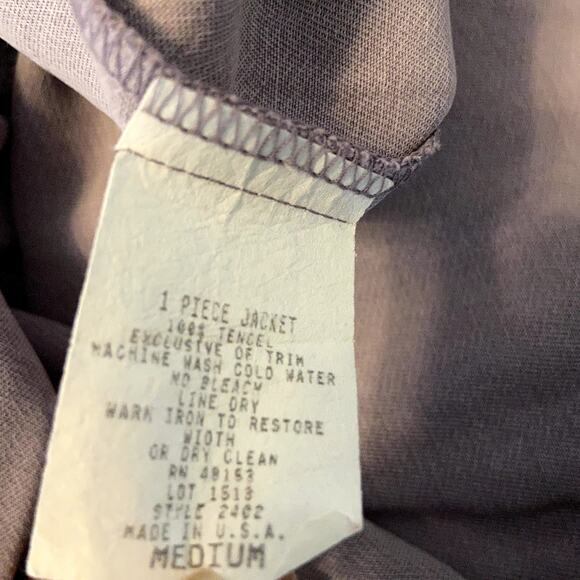 1 PIECE JACKET
100% TENCEL
EXCLUSIVE OF TRIM
MACHINE WASH COLD WATER
NO BLEACH
LINE DRY
WARM IRON TO RESTORE
WIDTH
OR DRY CLEAN
RN 48153
LOT 1513
STYLE 2402
MADE IN U.S.A.
MEDIUM